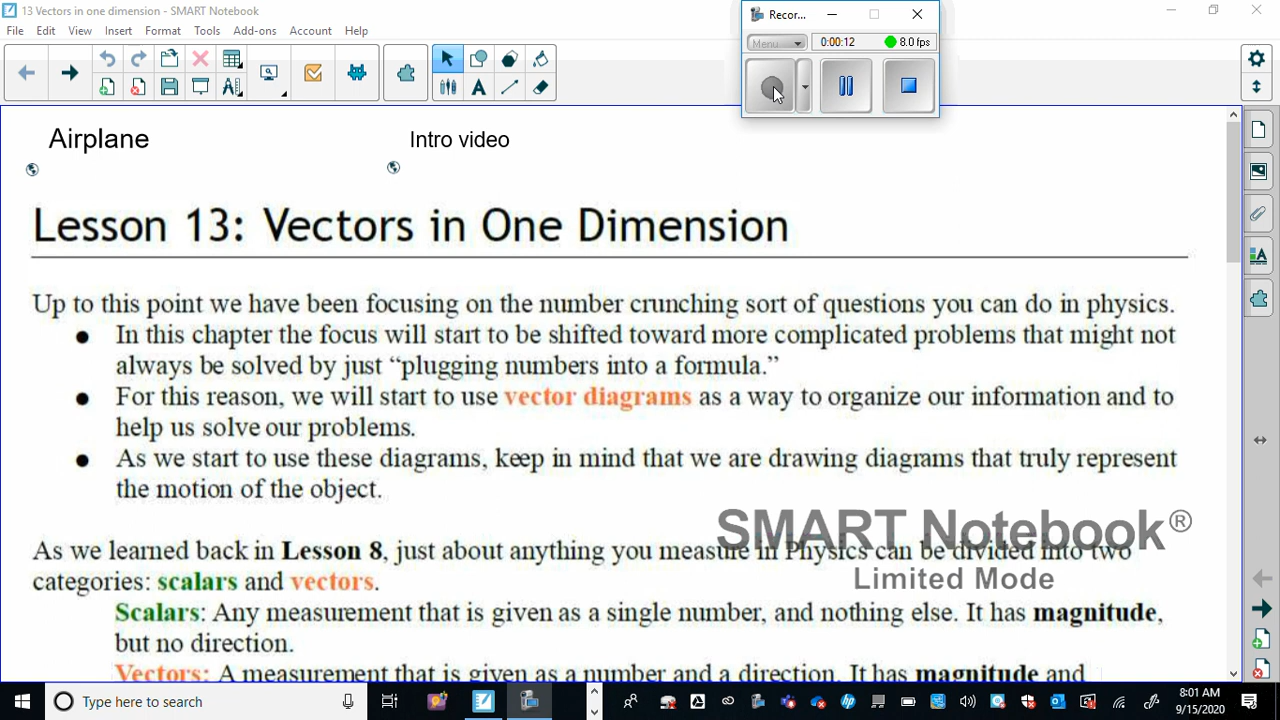 13 Vectors in one dimension - SMART Notebook
File Edit View Insert Format Tools Add-ons Account Help
Recor...
Menu
0:00:12
8.0 fps
Airplane
Intro video
Lesson 13: Vectors in One Dimension
Up to this point we have been focusing on the number crunching sort of questions you can do in physics.
● In this chapter the focus will start to be shifted toward more complicated problems that might not
always be solved by just “plugging numbers into a formula.”
● For this reason, we will start to use vector diagrams as a way to organize our information and to
help us solve our problems.
● As we start to use these diagrams, keep in mind that we are drawing diagrams that truly represent
the motion of the object.
SMART Notebook®
Limited Mode
As we learned back in Lesson 8, just about anything you measure in Physics can be divided into two
categories: scalars and vectors.
Scalars: Any measurement that is given as a single number, and nothing else. It has magnitude,
but no direction.
Vectors: A measurement that is given as a number and a direction. It has magnitude and
Type here to search
8:01 AM
9/15/2020